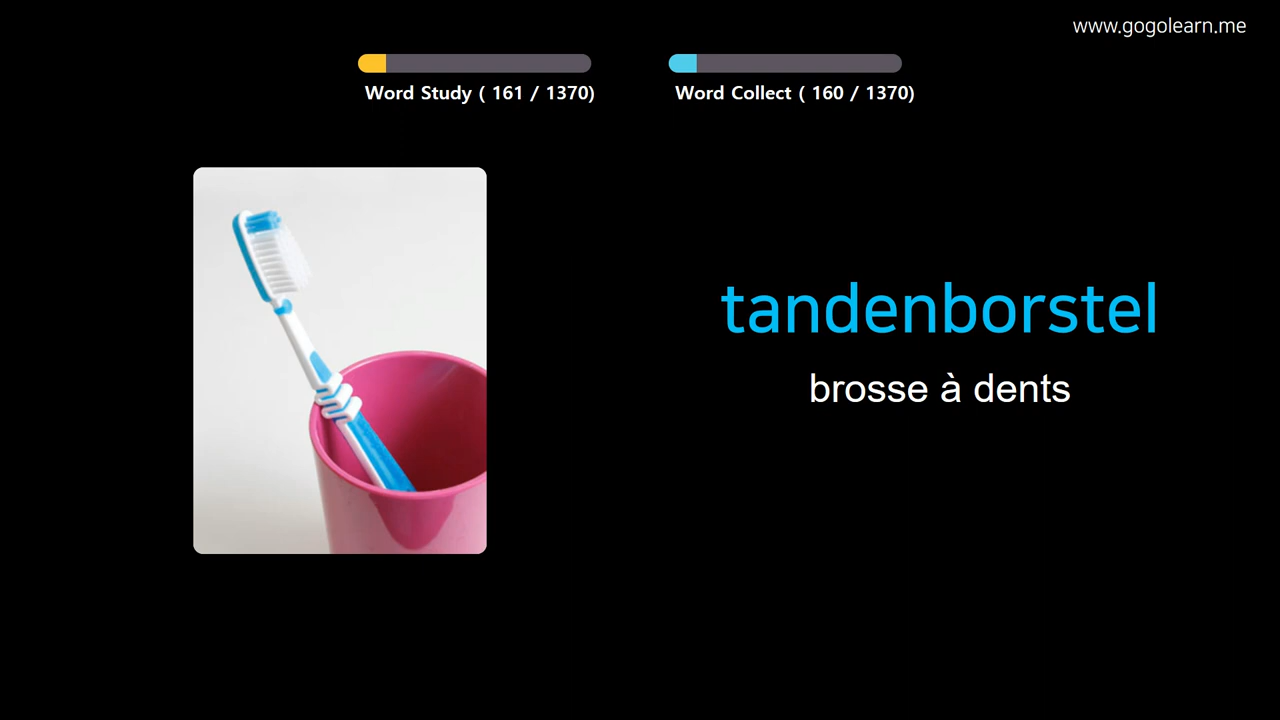 www.gogolearn.me
Word Study ( 161 / 1370)
Word Collect ( 160 / 1370)
tandenborstel
brosse à dents